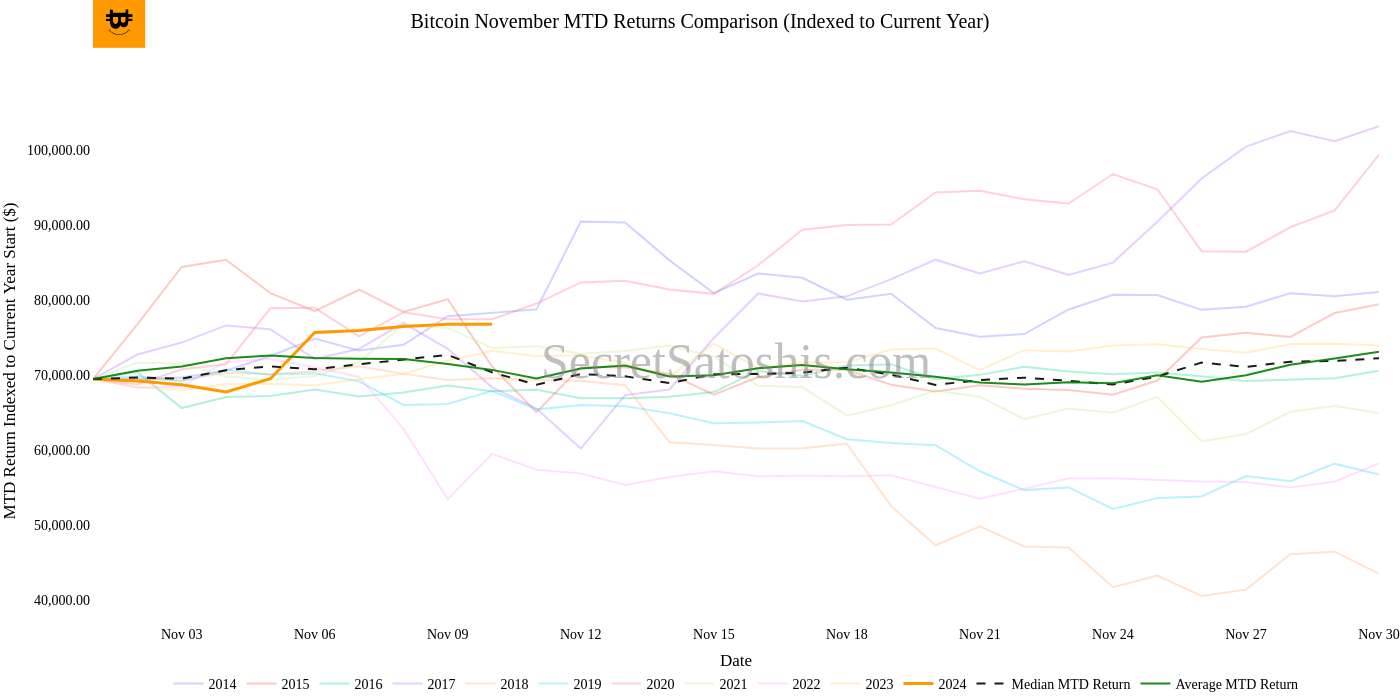 Bitcoin November MTD Returns Comparison (Indexed to Current Year)
MTD Return Indexed to Current Year Start ($)
100,000.00
90,000.00
80,000.00
70,000.00
60,000.00
50,000.00
40,000.00
SecretSatoshis.com
Nov 03 Nov 06 Nov 09 Nov 12 Nov 15 Nov 18 Nov 21 Nov 24 Nov 27 Nov 30
Date
2014 2015 2016 2017 2018 2019 2020 2021 2022 2023 2024 Median MTD Return Average MTD Return